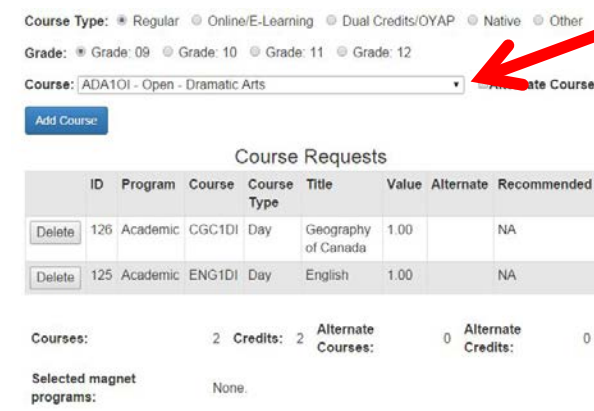 Course Type: Regular Online/E-Learning Dual Credits/OYAP Native Other
Grade: Grade: 09 Grade: 10 Grade: 11 Grade: 12
Course: ADA1OI - Open - Dramatic Arts Course
Add Course
Course Requests
ID Program Course Course Type Title Value Alternate Recommended
Delete 126 Academic CGC1DI Day Geography of Canada 1.00 NA
Delete 125 Academic ENG1DI Day English 1.00 NA
Courses: 2 Credits: 2 Alternate Courses: 0 Alternate Credits: 0
Selected magnet programs: None.